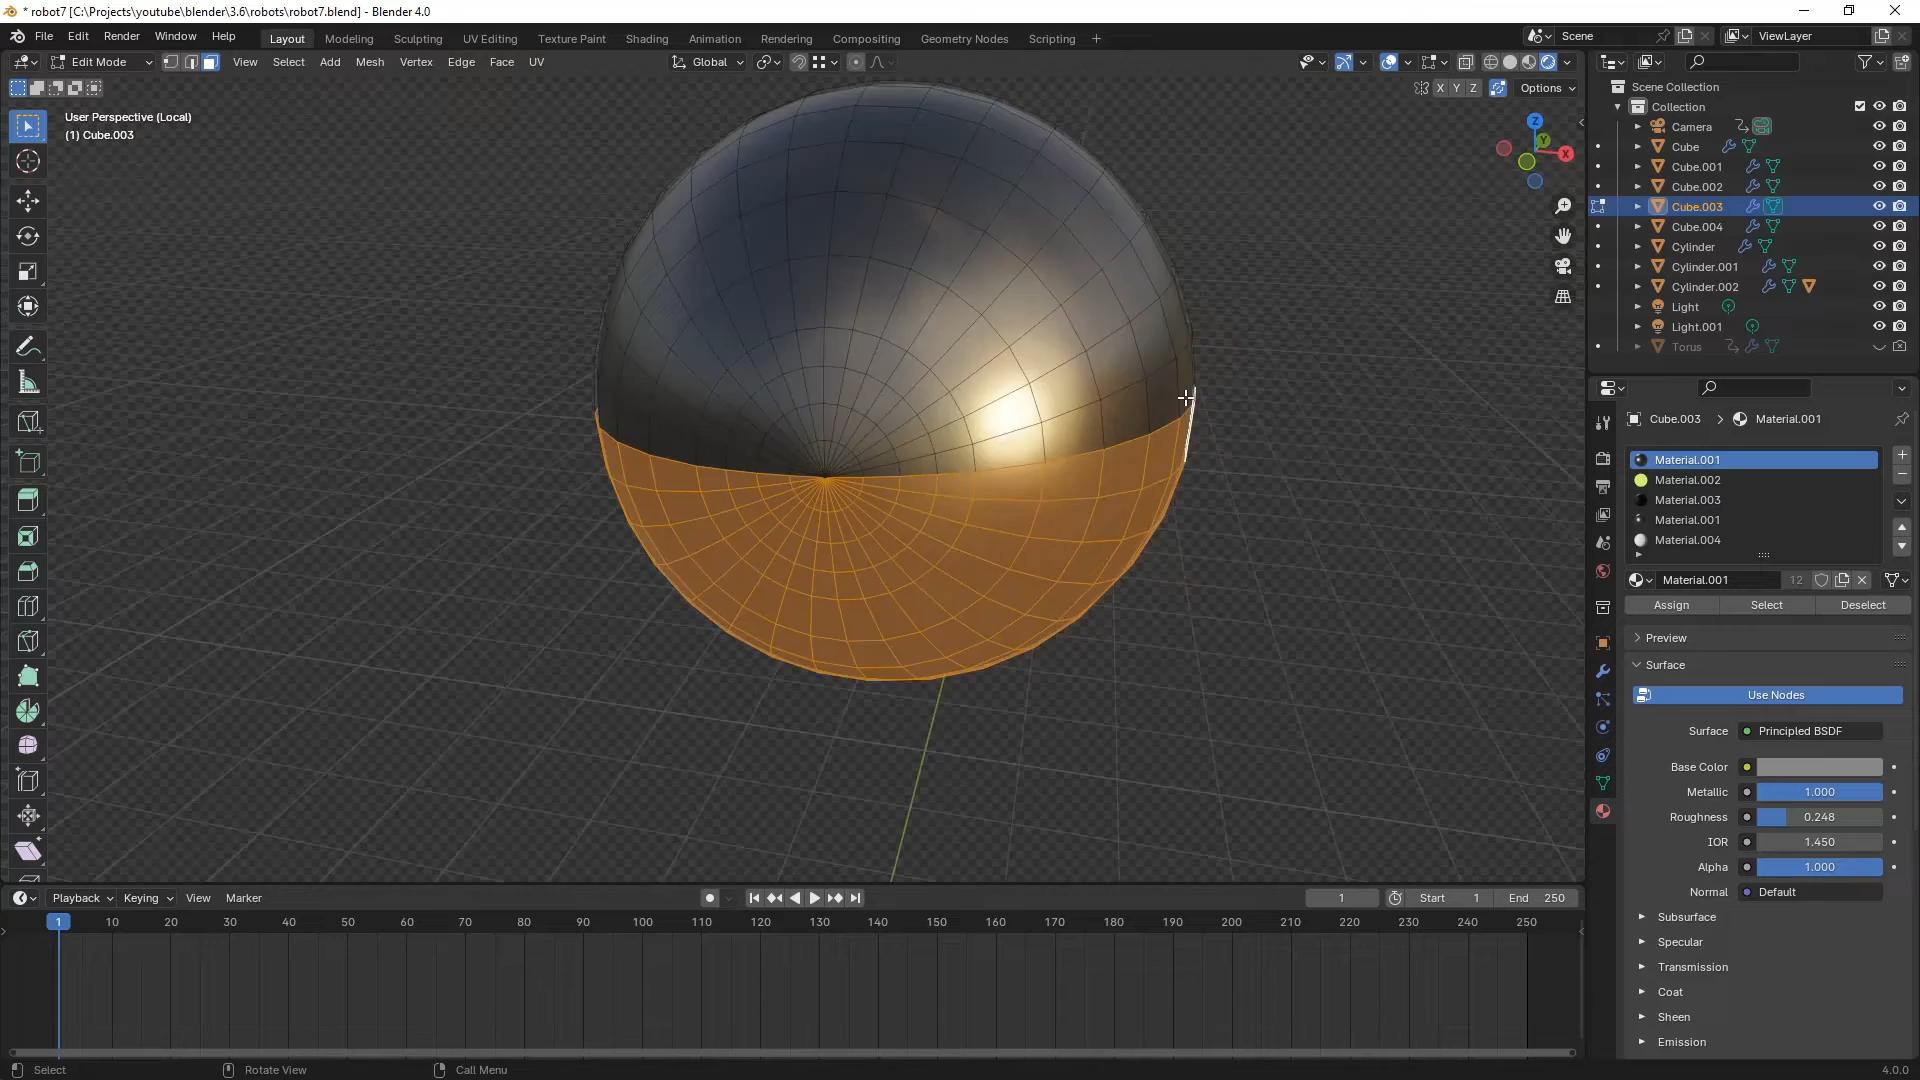 * robot7 [C:\Projects\youtube\blender\3.6\robots\robot7.blend] - Blender 4.0
File Edit Render Window Help Layout Modeling Sculpting UV Editing Texture Paint Shading Animation Rendering Compositing Geometry Nodes Scripting + Scene ViewLayer
Edit Mode View Select Add Mesh Vertex Edge Face UV Global
X Y Z Options
User Perspective (Local)
(1) Cube.003
Z
Y
X
Scene Collection
Collection
Camera
Cube
Cube.001
Cube.002
Cube.003
Cube.004
Cylinder
Cylinder.001
Cylinder.002
Light
Light.001
Torus
Cube.003 > Material.001
Material.001
Material.002
Material.003
Material.001
Material.004
Material.001 12
Assign Select Deselect
Preview
Surface
Use Nodes
Surface Principled BSDF
Base Color
Metallic 1.000
Roughness 0.248
IOR 1.450
Alpha 1.000
Normal Default
Subsurface
Specular
Transmission
Coat
Sheen
Emission
Playback Keying View Marker 1 Start 1 End 250
1 10 20 30 40 50 60 70 80 90 100 110 120 130 140 150 160 170 180 190 200 210 220 230 240 250
Select Rotate View Call Menu 4.0.0